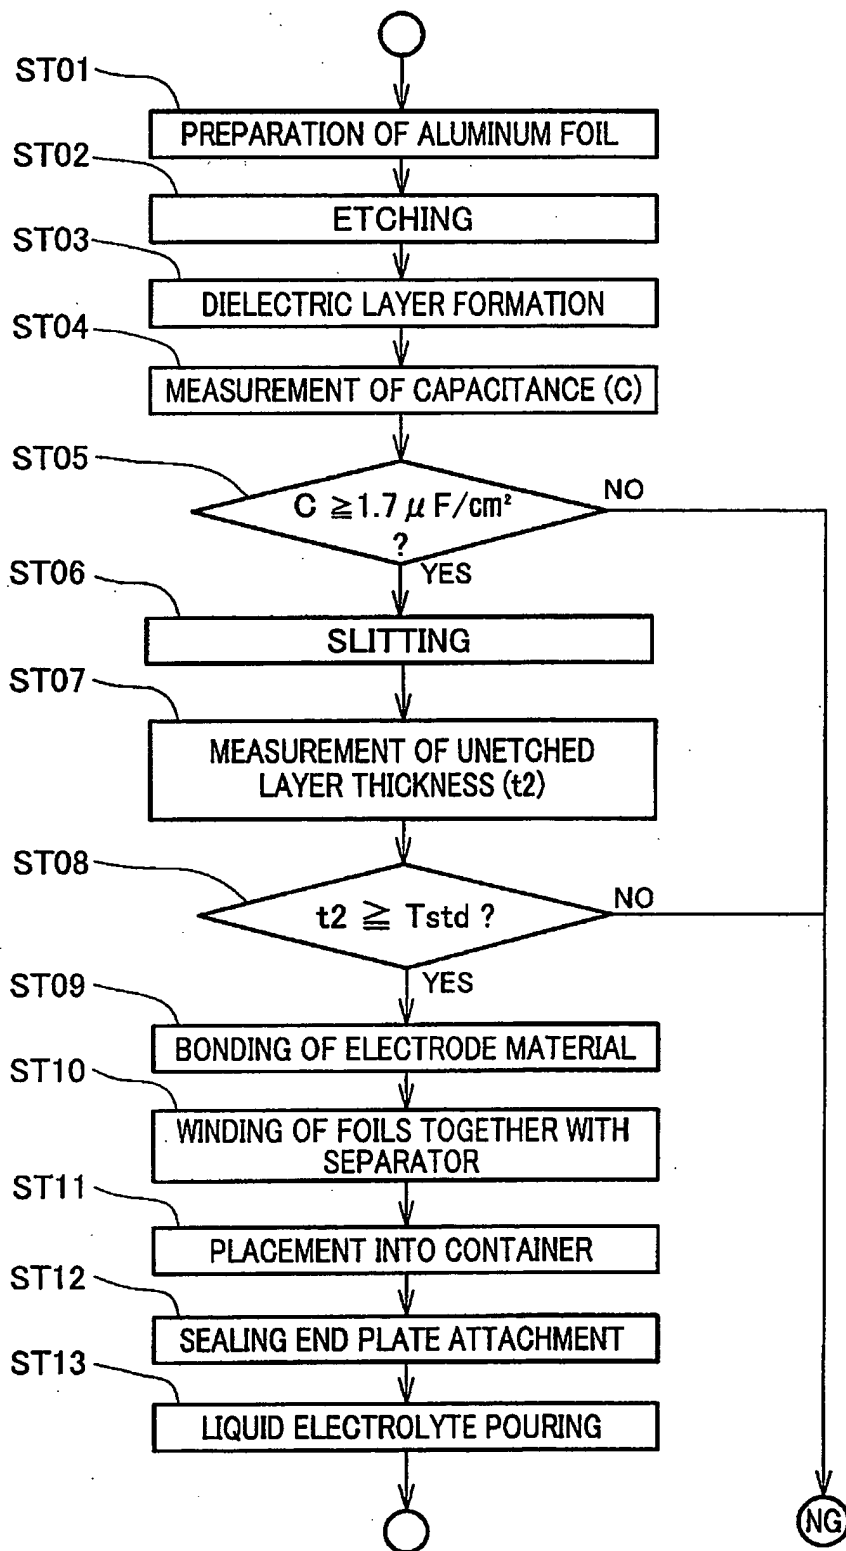 ST01
PREPARATION OF ALUMINUM FOIL
ST02
ETCHING
ST03
DIELECTRIC LAYER FORMATION
ST04
MEASUREMENT OF CAPACITANCE (C)
ST05
C ≧1.7 μ F/cm²
?
NO
YES
ST06
SLITTING
ST07
MEASUREMENT OF UNETCHED
LAYER THICKNESS (t2)
ST08
t2 ≧ Tstd ?
NO
YES
ST09
BONDING OF ELECTRODE MATERIAL
ST10
WINDING OF FOILS TOGETHER WITH
SEPARATOR
ST11
PLACEMENT INTO CONTAINER
ST12
SEALING END PLATE ATTACHMENT
ST13
LIQUID ELECTROLYTE POURING
NG